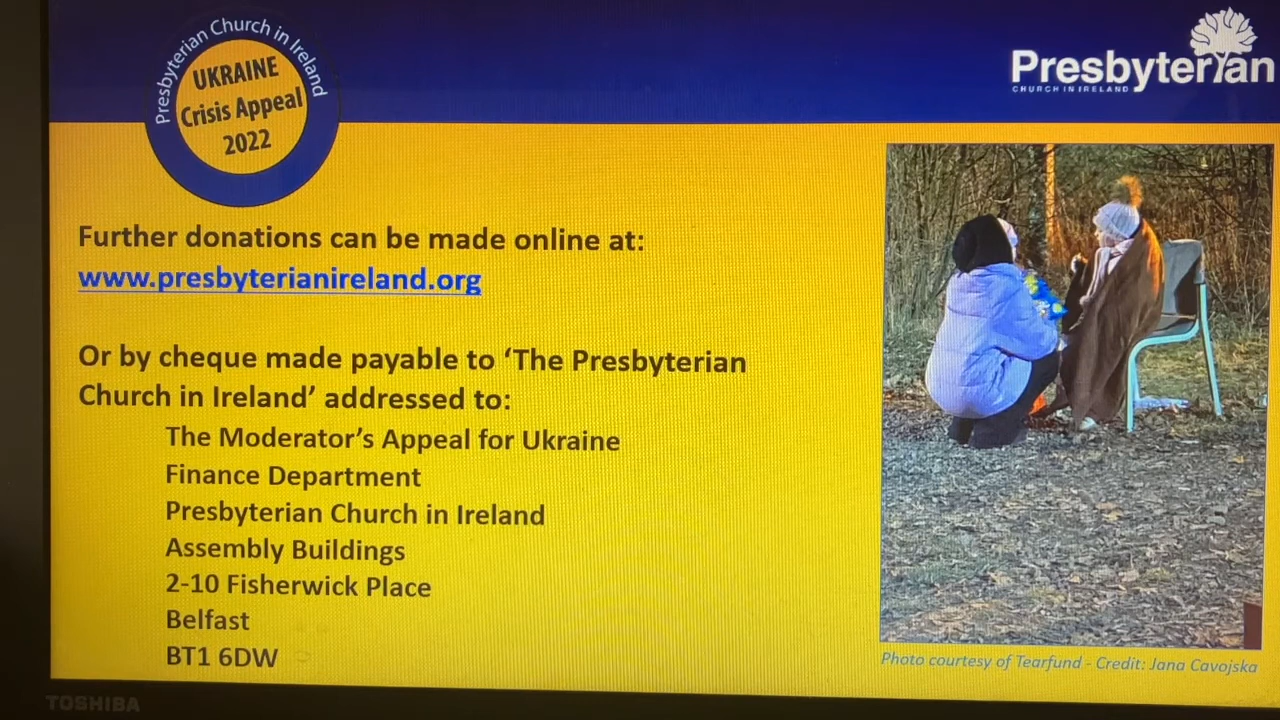 Presbyterian Church in Ireland
UKRAINE
Crisis Appeal
2022
Presbyterian
CHURCH IN IRELAND
Further donations can be made online at:
www.presbyterianireland.org
Or by cheque made payable to ‘The Presbyterian
Church in Ireland’ addressed to:
The Moderator’s Appeal for Ukraine
Finance Department
Presbyterian Church in Ireland
Assembly Buildings
2-10 Fisherwick Place
Belfast
BT1 6DW
Photo courtesy of Tearfund - Credit: Jana Cavojska
TOSHIBA